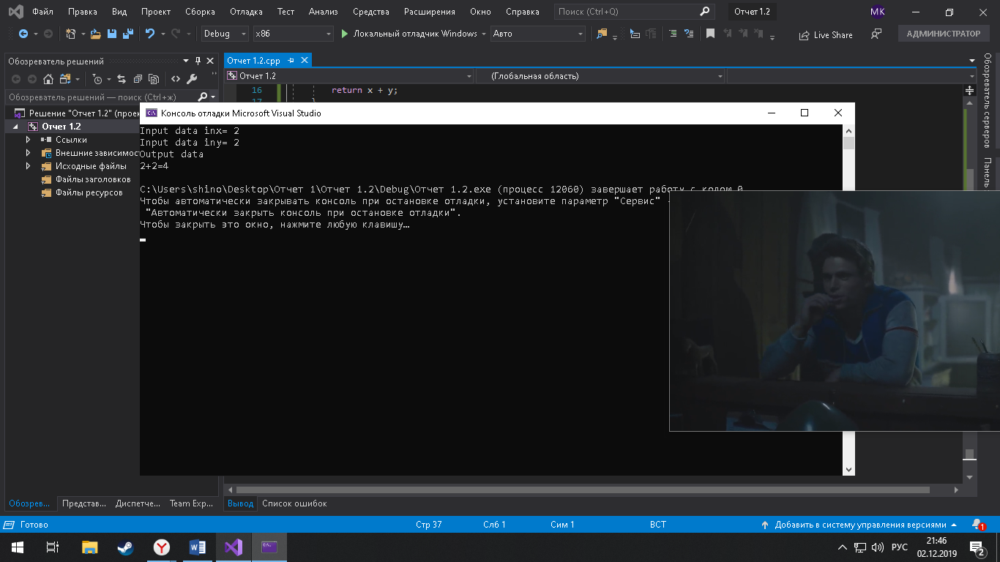 Файл Правка Вид Проект Сборка Отладка Тест Анализ Средства Расширения Окно Справка Поиск (Ctrl+Q) Отчет 1.2 MK
Debug x86 Локальный отладчик Windows Авто Live Share АДМИНИСТРАТОР
Обозреватель решений
Обозреватель решений — поиск (Ctrl+ж)
Решение "Отчет 1.2" (проек
Отчет 1.2
Ссылки
Внешние зависимос
Исходные файлы
Файлы заголовков
Файлы ресурсов
Отчет 1.2.cpp
Отчет 1.2 (Глобальная область)
16 return x + y;
17 }
Консоль отладки Microsoft Visual Studio
Input data inx= 2
Input data iny= 2
Output data
2+2=4
C:\Users\shino\Desktop\Отчет 1\Отчет 1.2\Debug\Отчет 1.2.exe (процесс 12060) завершает работу с кодом 0
Чтобы автоматически закрывать консоль при остановке отладки, установите параметр "Сервис" -
"Автоматически закрыть консоль при остановке отладки".
Чтобы закрыть это окно, нажмите любую клавишу…
Обозреватель серверов
Панель
Обозрев... Представ... Диспетче... Team Exp...
Вывод Список ошибок
Готово Стр 37 Слб 1 Сим 1 ВСТ Добавить в систему управления версиями 1
РУС 21:46
02.12.2019 2